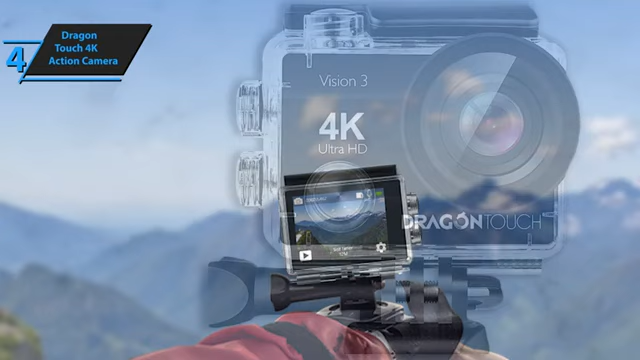 4
Dragon
Touch 4K
Action Camera
Vision 3
4K
Ultra HD
DRAGONTOUCH